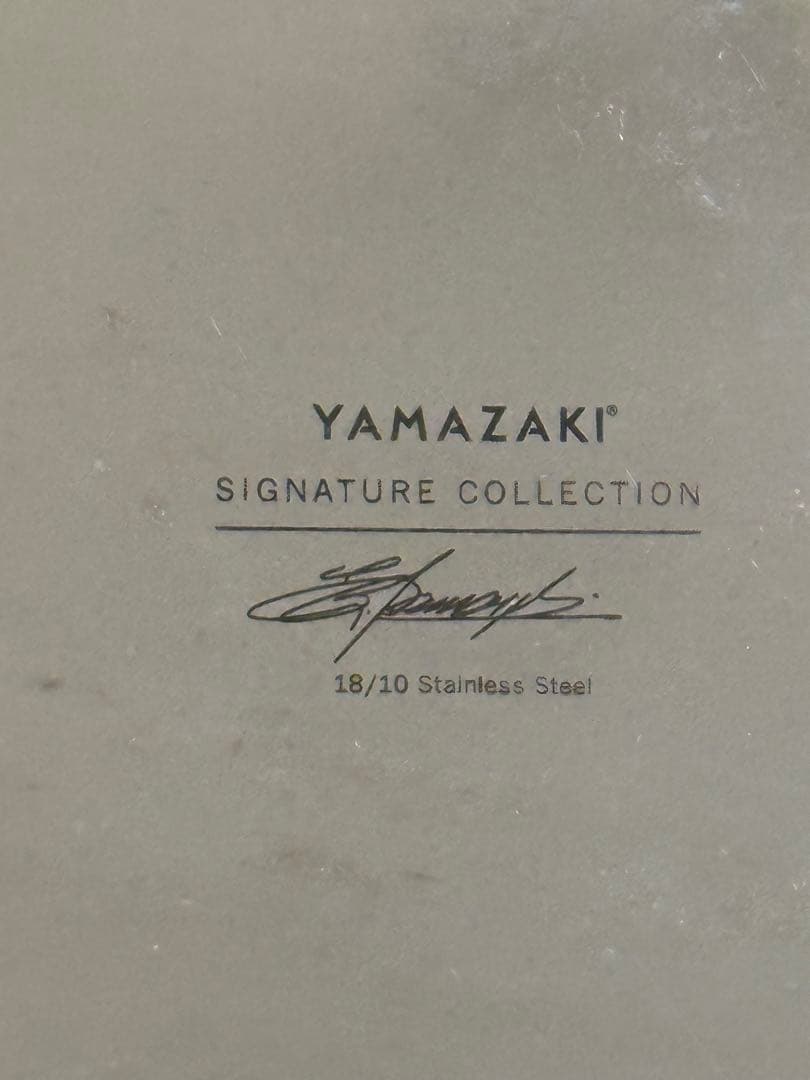 YAMAZAKI®
SIGNATURE COLLECTION
18/10 Stainless Steel